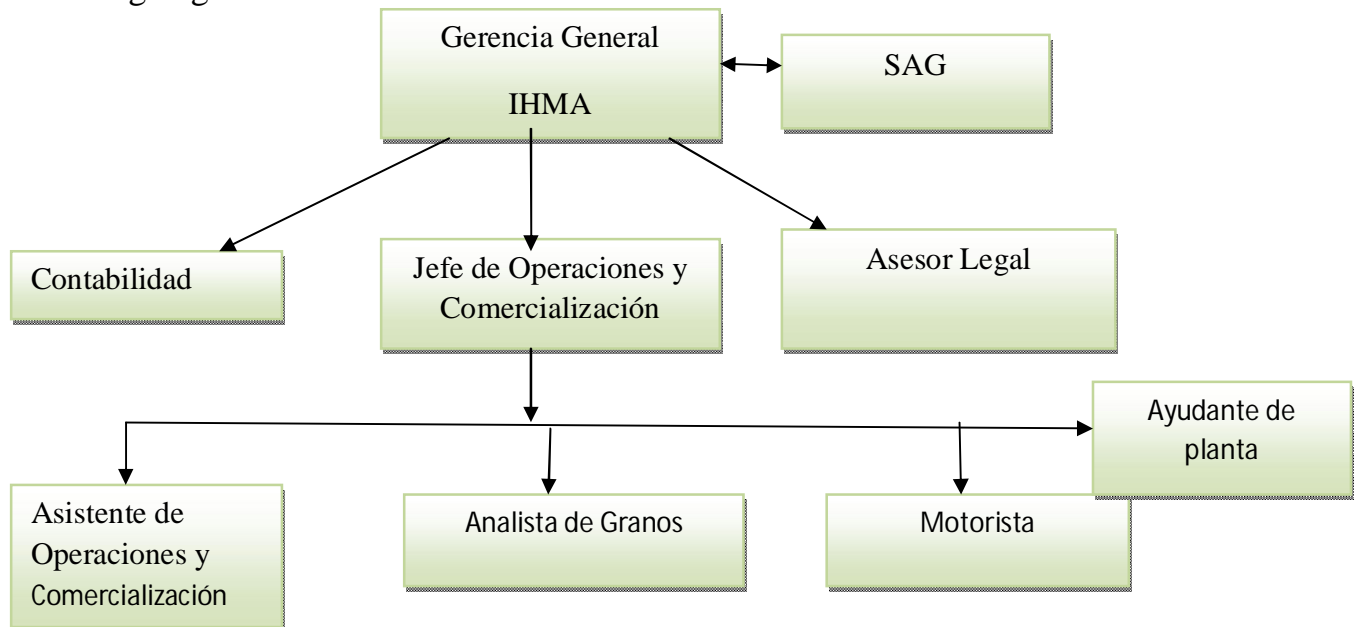 Gerencia General
IHMA
SAG
Contabilidad
Jefe de Operaciones y
Comercialización
Asesor Legal
Ayudante de
planta
Asistente de
Operaciones y
Comercialización
Analista de Granos
Motorista